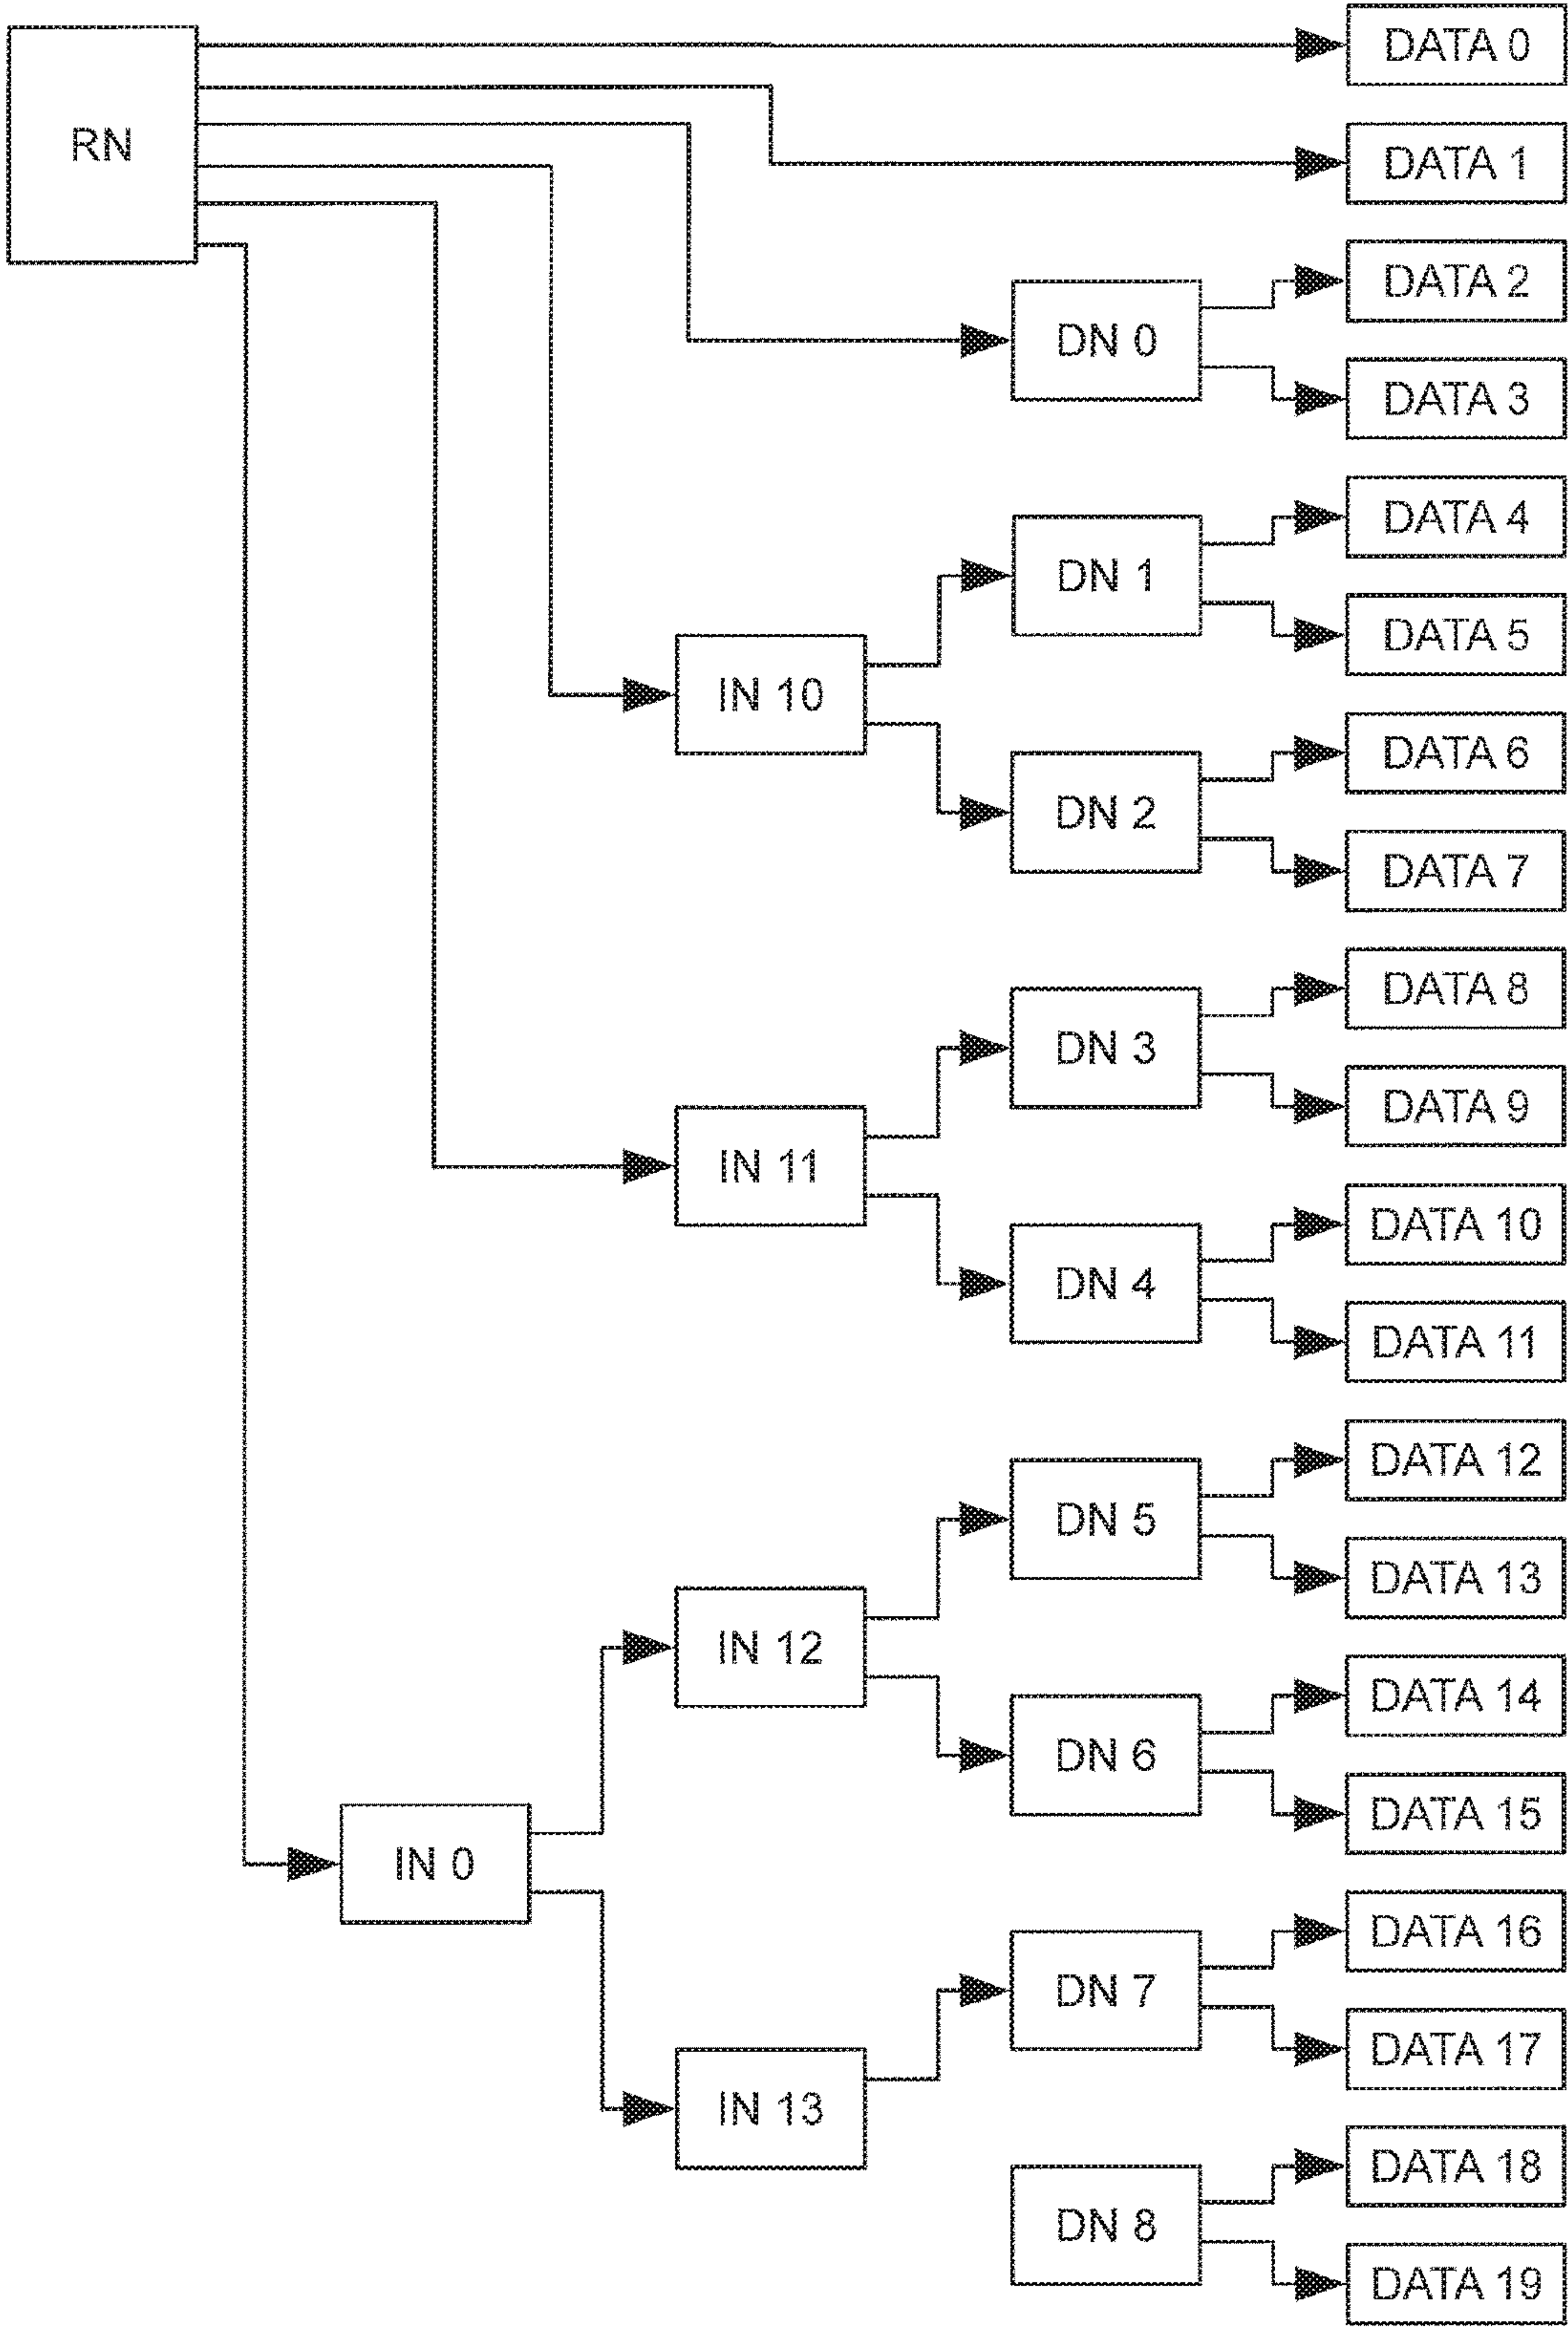 DATA 0
RN
DATA 1
DATA 2
DN 0
DATA 3
DATA 4
DN 1
DATA 5
IN 10
DATA 6
DN 2
DATA 7
DATA 8
DN 3
DATA 9
IN 11
DATA 10
DN 4
DATA 11
DATA 12
DN 5
DATA 13
IN 12
DATA 14
DN 6
DATA 15
IN 0
DATA 16
DN 7
DATA 17
IN 13
DATA 18
DN 8
DATA 19